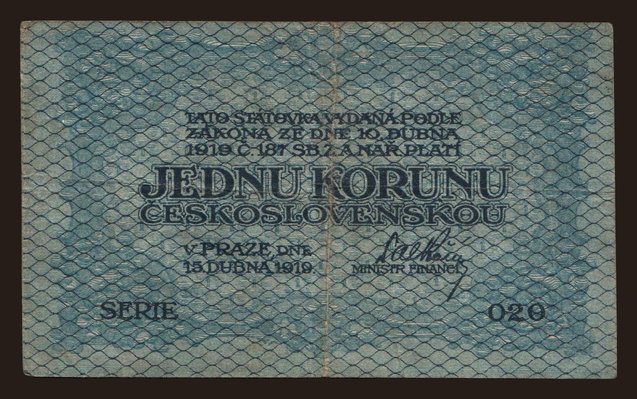 TATO STÁTOVKA VYDANÁ PODLE
ZÁKONA ZE DNE 10. DUBNA
1919 Č. 187 SB. Z. A NAŘ. PLATÍ
JEDNU KORUNU
ČESKOSLOVENSKOU
V PRAZE, DNE
15. DUBNA 1919.
MINISTR FINANCÍ
SERIE 020